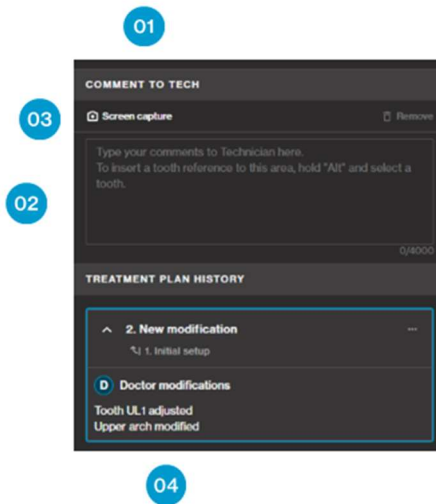 01
COMMENT TO TECH
03
Screen capture
Remove
Type your comments to Technician here.
To insert a tooth reference to this area, hold "Alt" and select a
tooth.
02
0/4000
TREATMENT PLAN HISTORY
2. New modification
...
1. Initial setup
D Doctor modifications
Tooth UL1 adjusted
Upper arch modified
04